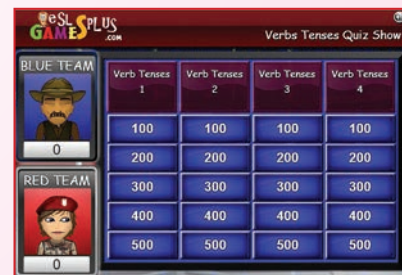 eSL
GAMES PLUS
.COM
Verbs Tenses Quiz Show
BLUE TEAM
0
RED TEAM
0
Verb Tenses
1
Verb Tenses
2
Verb Tenses
3
Verb Tenses
4
100 100 100 100
200 200 200 200
300 300 300 300
400 400 400 400
500 500 500 500